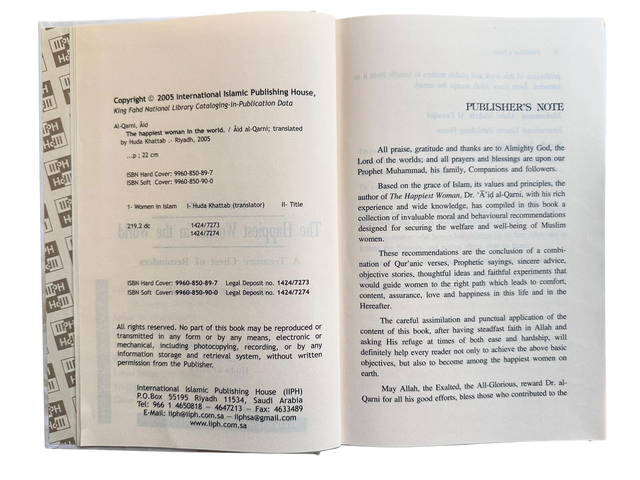 Copyright © 2005 International Islamic Publishing House,
King Fahd National Library Cataloging-in-Publication Data
Al-Qarni, Āid
The happiest woman in the world. / Āid al-Qarni; translated
by Huda Khattab .- Riyadh, 2005
...p ; 22 cm
ISBN Hard Cover: 9960-850-89-7
ISBN Soft Cover: 9960-850-90-0
1- Women in Islam I- Huda Khattab (translator) II- Title
219.2 dc 1424/7273
1424/7274
ISBN Hard Cover: 9960-850-89-7 Legal Deposit no. 1424/7273
ISBN Soft Cover: 9960-850-90-0 Legal Deposit no. 1424/7274
All rights reserved. No part of this book may be reproduced or
transmitted in any form or by any means, electronic or
mechanical, including photocopying, recording, or by any
information storage and retrieval system, without written
permission from the Publisher.
International Islamic Publishing House (IIPH)
P.O.Box 55195 Riyadh 11534, Saudi Arabia
Tel: 966 1 4650818 — 4647213 — Fax: 4633489
E-Mail: iiph@iiph.com.sa — iiphsa@gmail.com
www.iiph.com.sa
PUBLISHER'S NOTE
All praise, gratitude and thanks are to Almighty God, the
Lord of the worlds; and all prayers and blessings are upon our
Prophet Muhammad, his family, Companions and followers.
Based on the grace of Islam, its values and principles, the
author of The Happiest Woman, Dr. 'Ā'iḍ al-Qarni, with his rich
experience and wide knowledge, has compiled in this book a
collection of invaluable moral and behavioural recommendations
designed for securing the welfare and well-being of Muslim
women.
These recommendations are the conclusion of a combi-
nation of Qur'anic verses, Prophetic sayings, sincere advice,
objective stories, thoughtful ideas and faithful experiments that
would guide women to the right path which leads to comfort,
content, assurance, love and happiness in this life and in the
Hereafter.
The careful assimilation and punctual application of the
content of this book, after having steadfast faith in Allah and
asking His refuge at times of both ease and hardship, will
definitely help every reader not only to achieve the above basic
objectives, but also to become among the happiest women on
earth.
May Allah, the Exalted, the All-Glorious, reward Dr. al-
Qarni for all his good efforts, bless those who contributed to the
IIPH